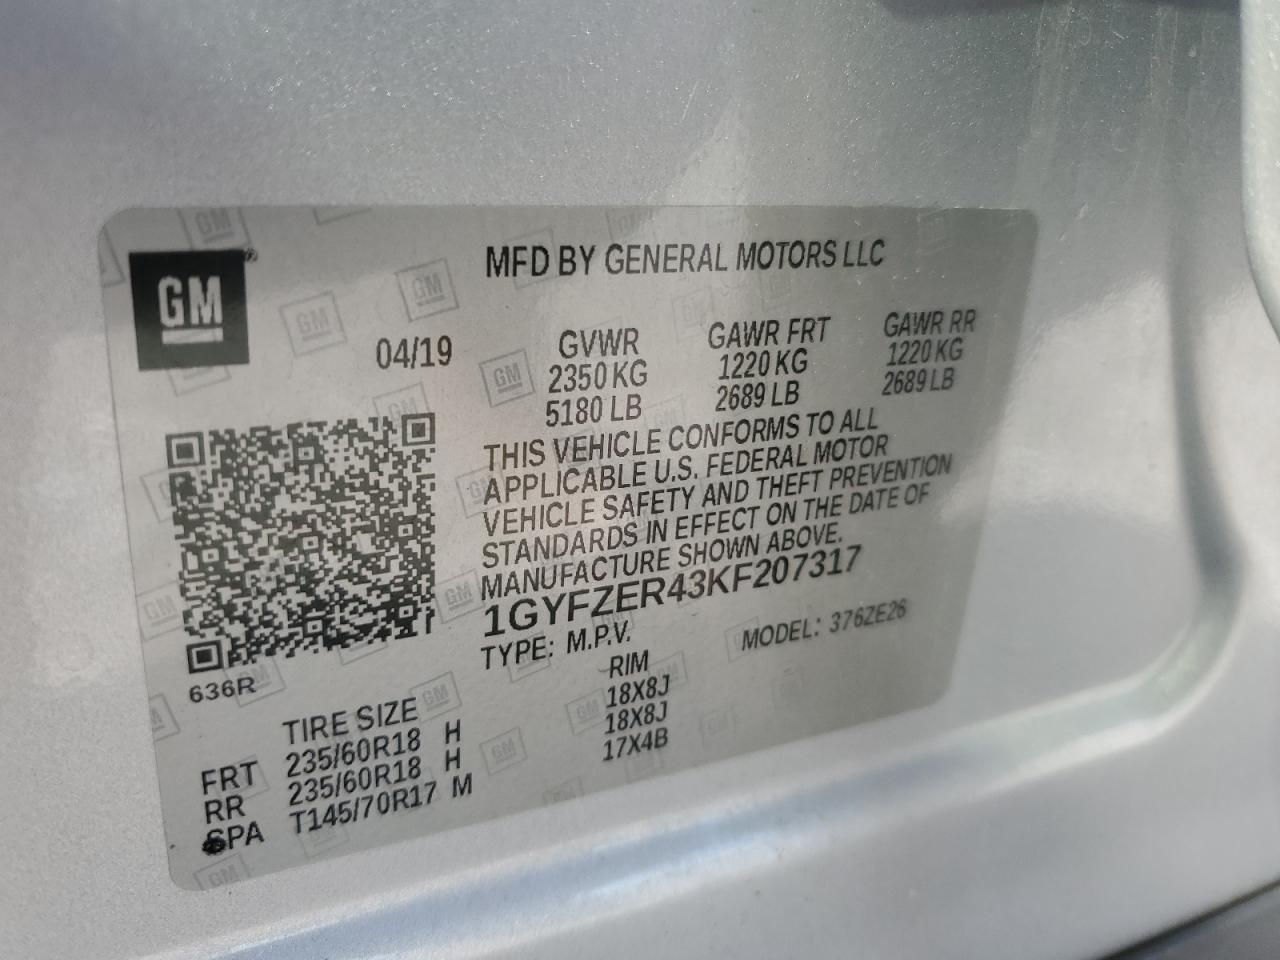 GM®
MFD BY GENERAL MOTORS LLC
04/19
GVWR GAWR FRT GAWR RR
2350 KG 1220 KG 1220 KG
5180 LB 2689 LB 2689 LB
THIS VEHICLE CONFORMS TO ALL
APPLICABLE U.S. FEDERAL MOTOR
VEHICLE SAFETY AND THEFT PREVENTION
STANDARDS IN EFFECT ON THE DATE OF
MANUFACTURE SHOWN ABOVE.
1GYFZER43KF207317
TYPE: M.P.V. MODEL: 376ZE26
636R
TIRE SIZE RIM
FRT 235/60R18 H 18X8J
RR 235/60R18 H 18X8J
SPA T145/70R17 M 17X4B